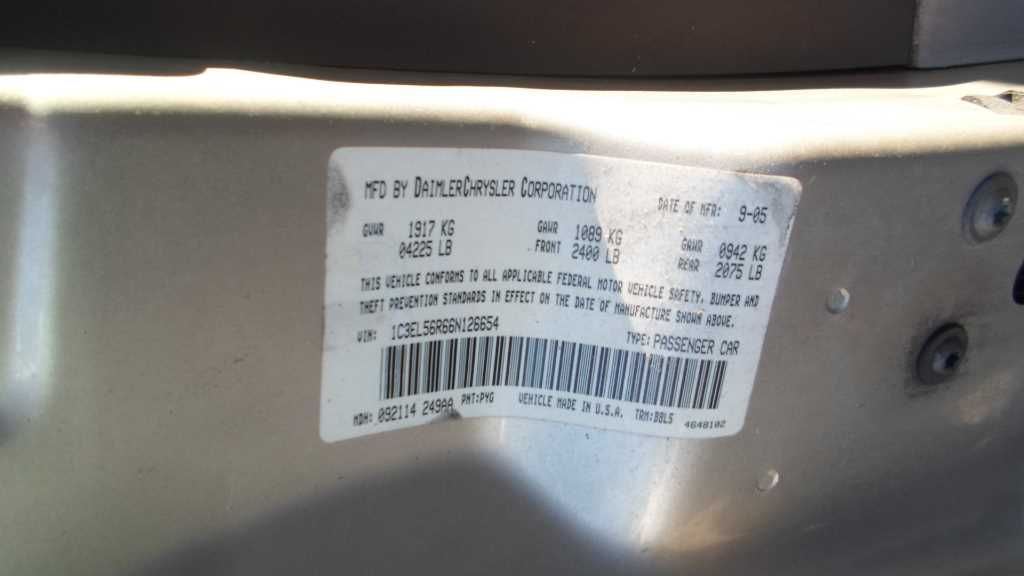 MFD BY DAIMLERCHRYSLER CORPORATION DATE OF MFR: 9-05
GVWR 1917 KG GAWR 1089 KG GAWR 0942 KG
04225 LB FRONT 2400 LB REAR 2075 LB
THIS VEHICLE CONFORMS TO ALL APPLICABLE FEDERAL MOTOR VEHICLE SAFETY, BUMPER AND
THEFT PREVENTION STANDARDS IN EFFECT ON THE DATE OF MANUFACTURE SHOWN ABOVE.
VIN: 1C3EL56R66N126654 TYPE: PASSENGER CAR
MDH: 092114 249AA PNT:PYG VEHICLE MADE IN U.S.A. TRM:DBL5 4648102